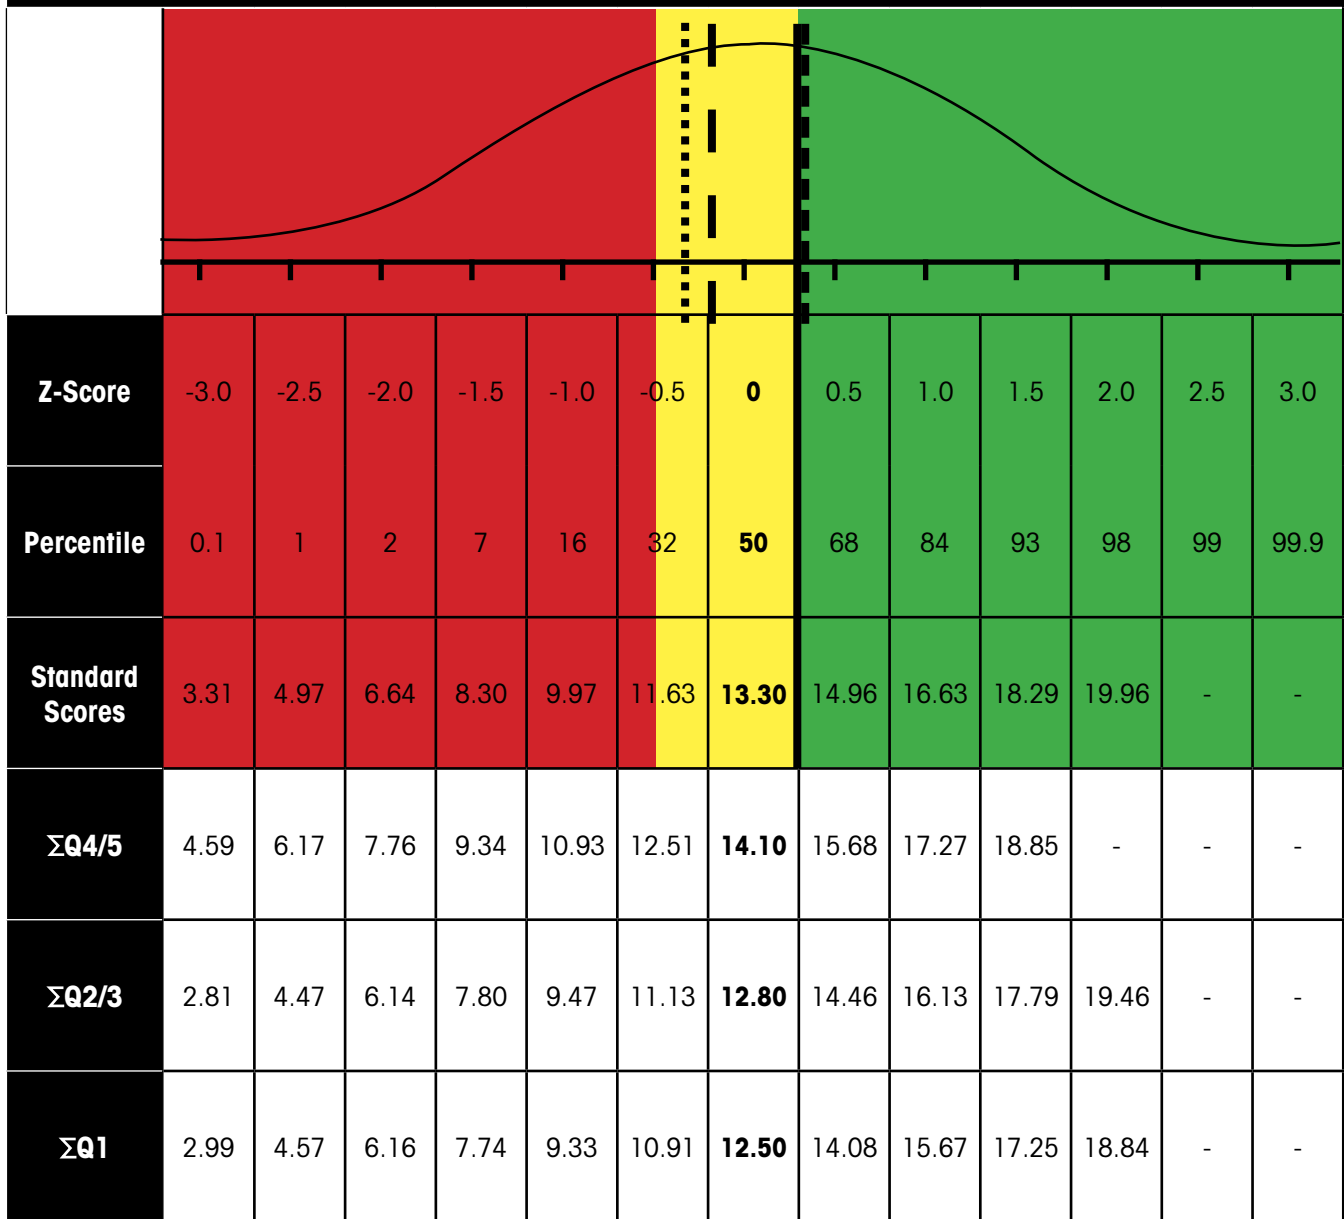 Z-Score -3.0 -2.5 -2.0 -1.5 -1.0 -0.5 0 0.5 1.0 1.5 2.0 2.5 3.0
Percentile 0.1 1 2 7 16 32 50 68 84 93 98 99 99.9
Standard
Scores 3.31 4.97 6.64 8.30 9.97 11.63 13.30 14.96 16.63 18.29 19.96 - -
ΣQ4/5 4.59 6.17 7.76 9.34 10.93 12.51 14.10 15.68 17.27 18.85 - - -
ΣQ2/3 2.81 4.47 6.14 7.80 9.47 11.13 12.80 14.46 16.13 17.79 19.46 - -
ΣQ1 2.99 4.57 6.16 7.74 9.33 10.91 12.50 14.08 15.67 17.25 18.84 - -